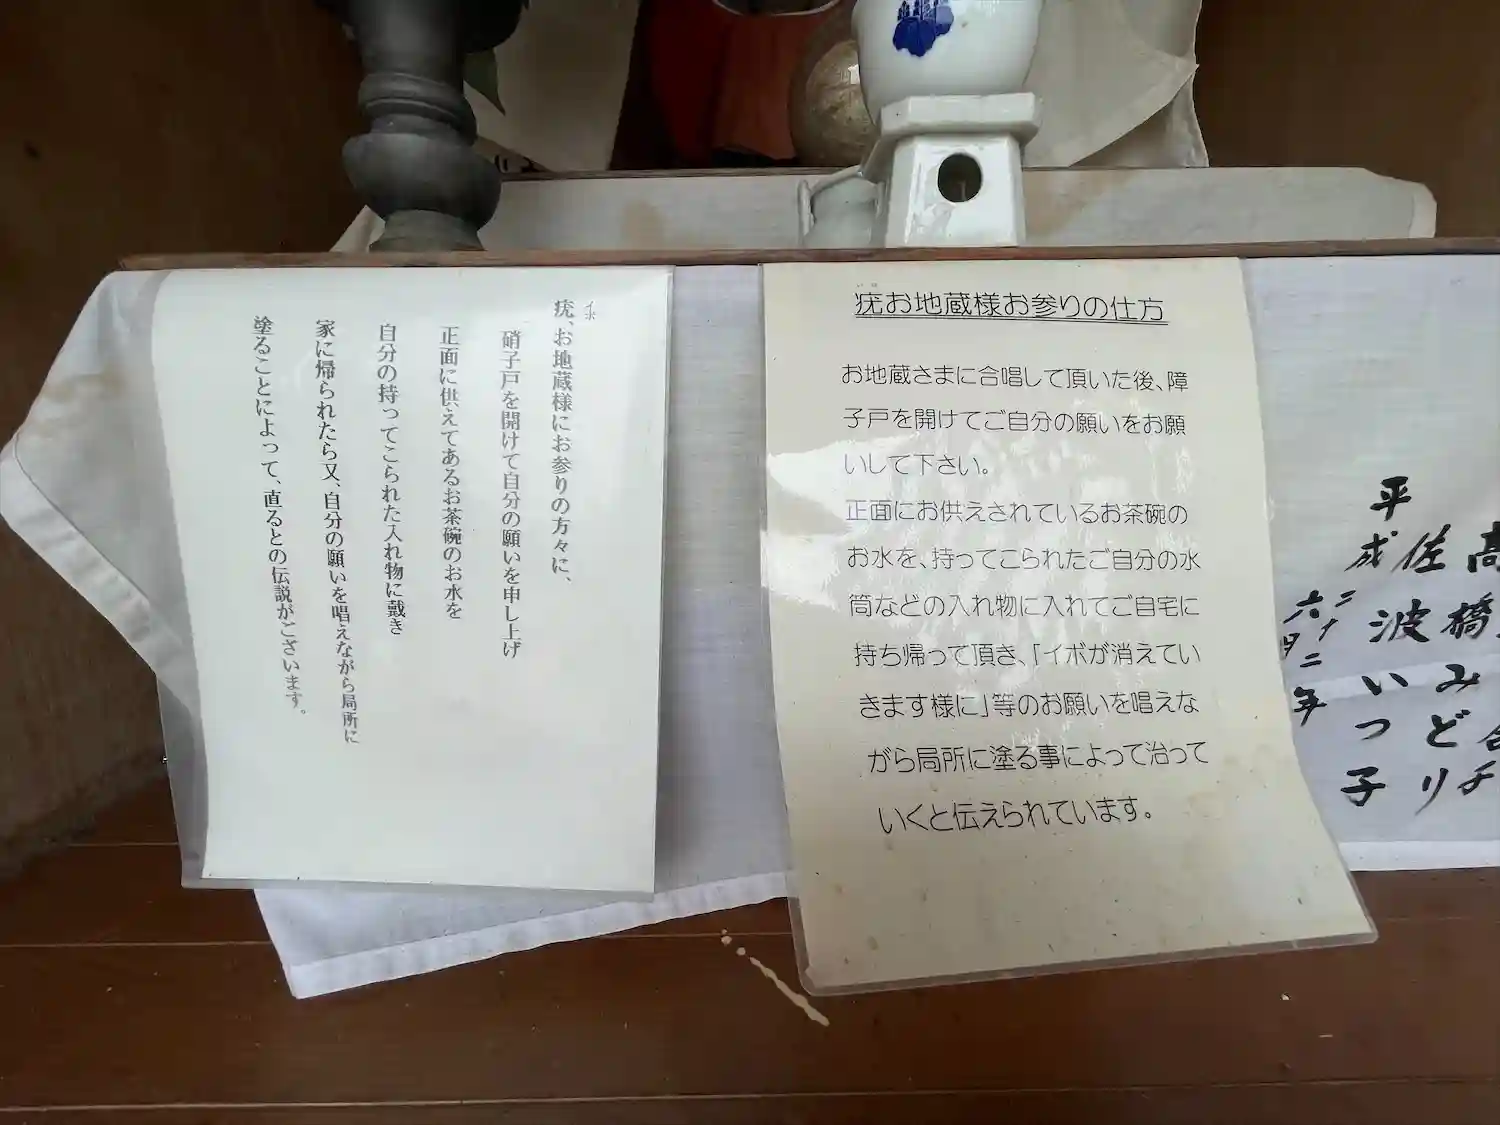 イボ
疣、お地蔵様にお参りの方々に、
硝子戸を開けて自分の願いを申し上げ
正面に供えてあるお茶碗のお水を
自分の持ってこられた入れ物に戴き
家に帰られたら又、自分の願いを唱えながら局所に
塗ることによって、直るとの伝説がございます。
疣お地蔵様お参りの仕方
お地蔵さまに合唱して頂いた後、障
子戸を開けてご自分の願いをお願
いして下さい。
正面にお供えされているお茶碗の
お水を、持ってこられたご自分の水
筒などの入れ物に入れてご自宅に
持ち帰って頂き、「イボが消えてい
きます様に」等のお願いを唱えな
がら局所に塗る事によって治って
いくと伝えられています。
高橋みどり
佐波いつ子
平成二十二年
六月